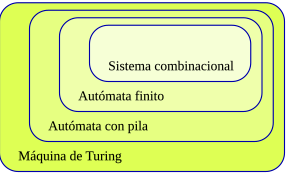 Sistema combinacional
Autómata finito
Autómata con pila
Máquina de Turing